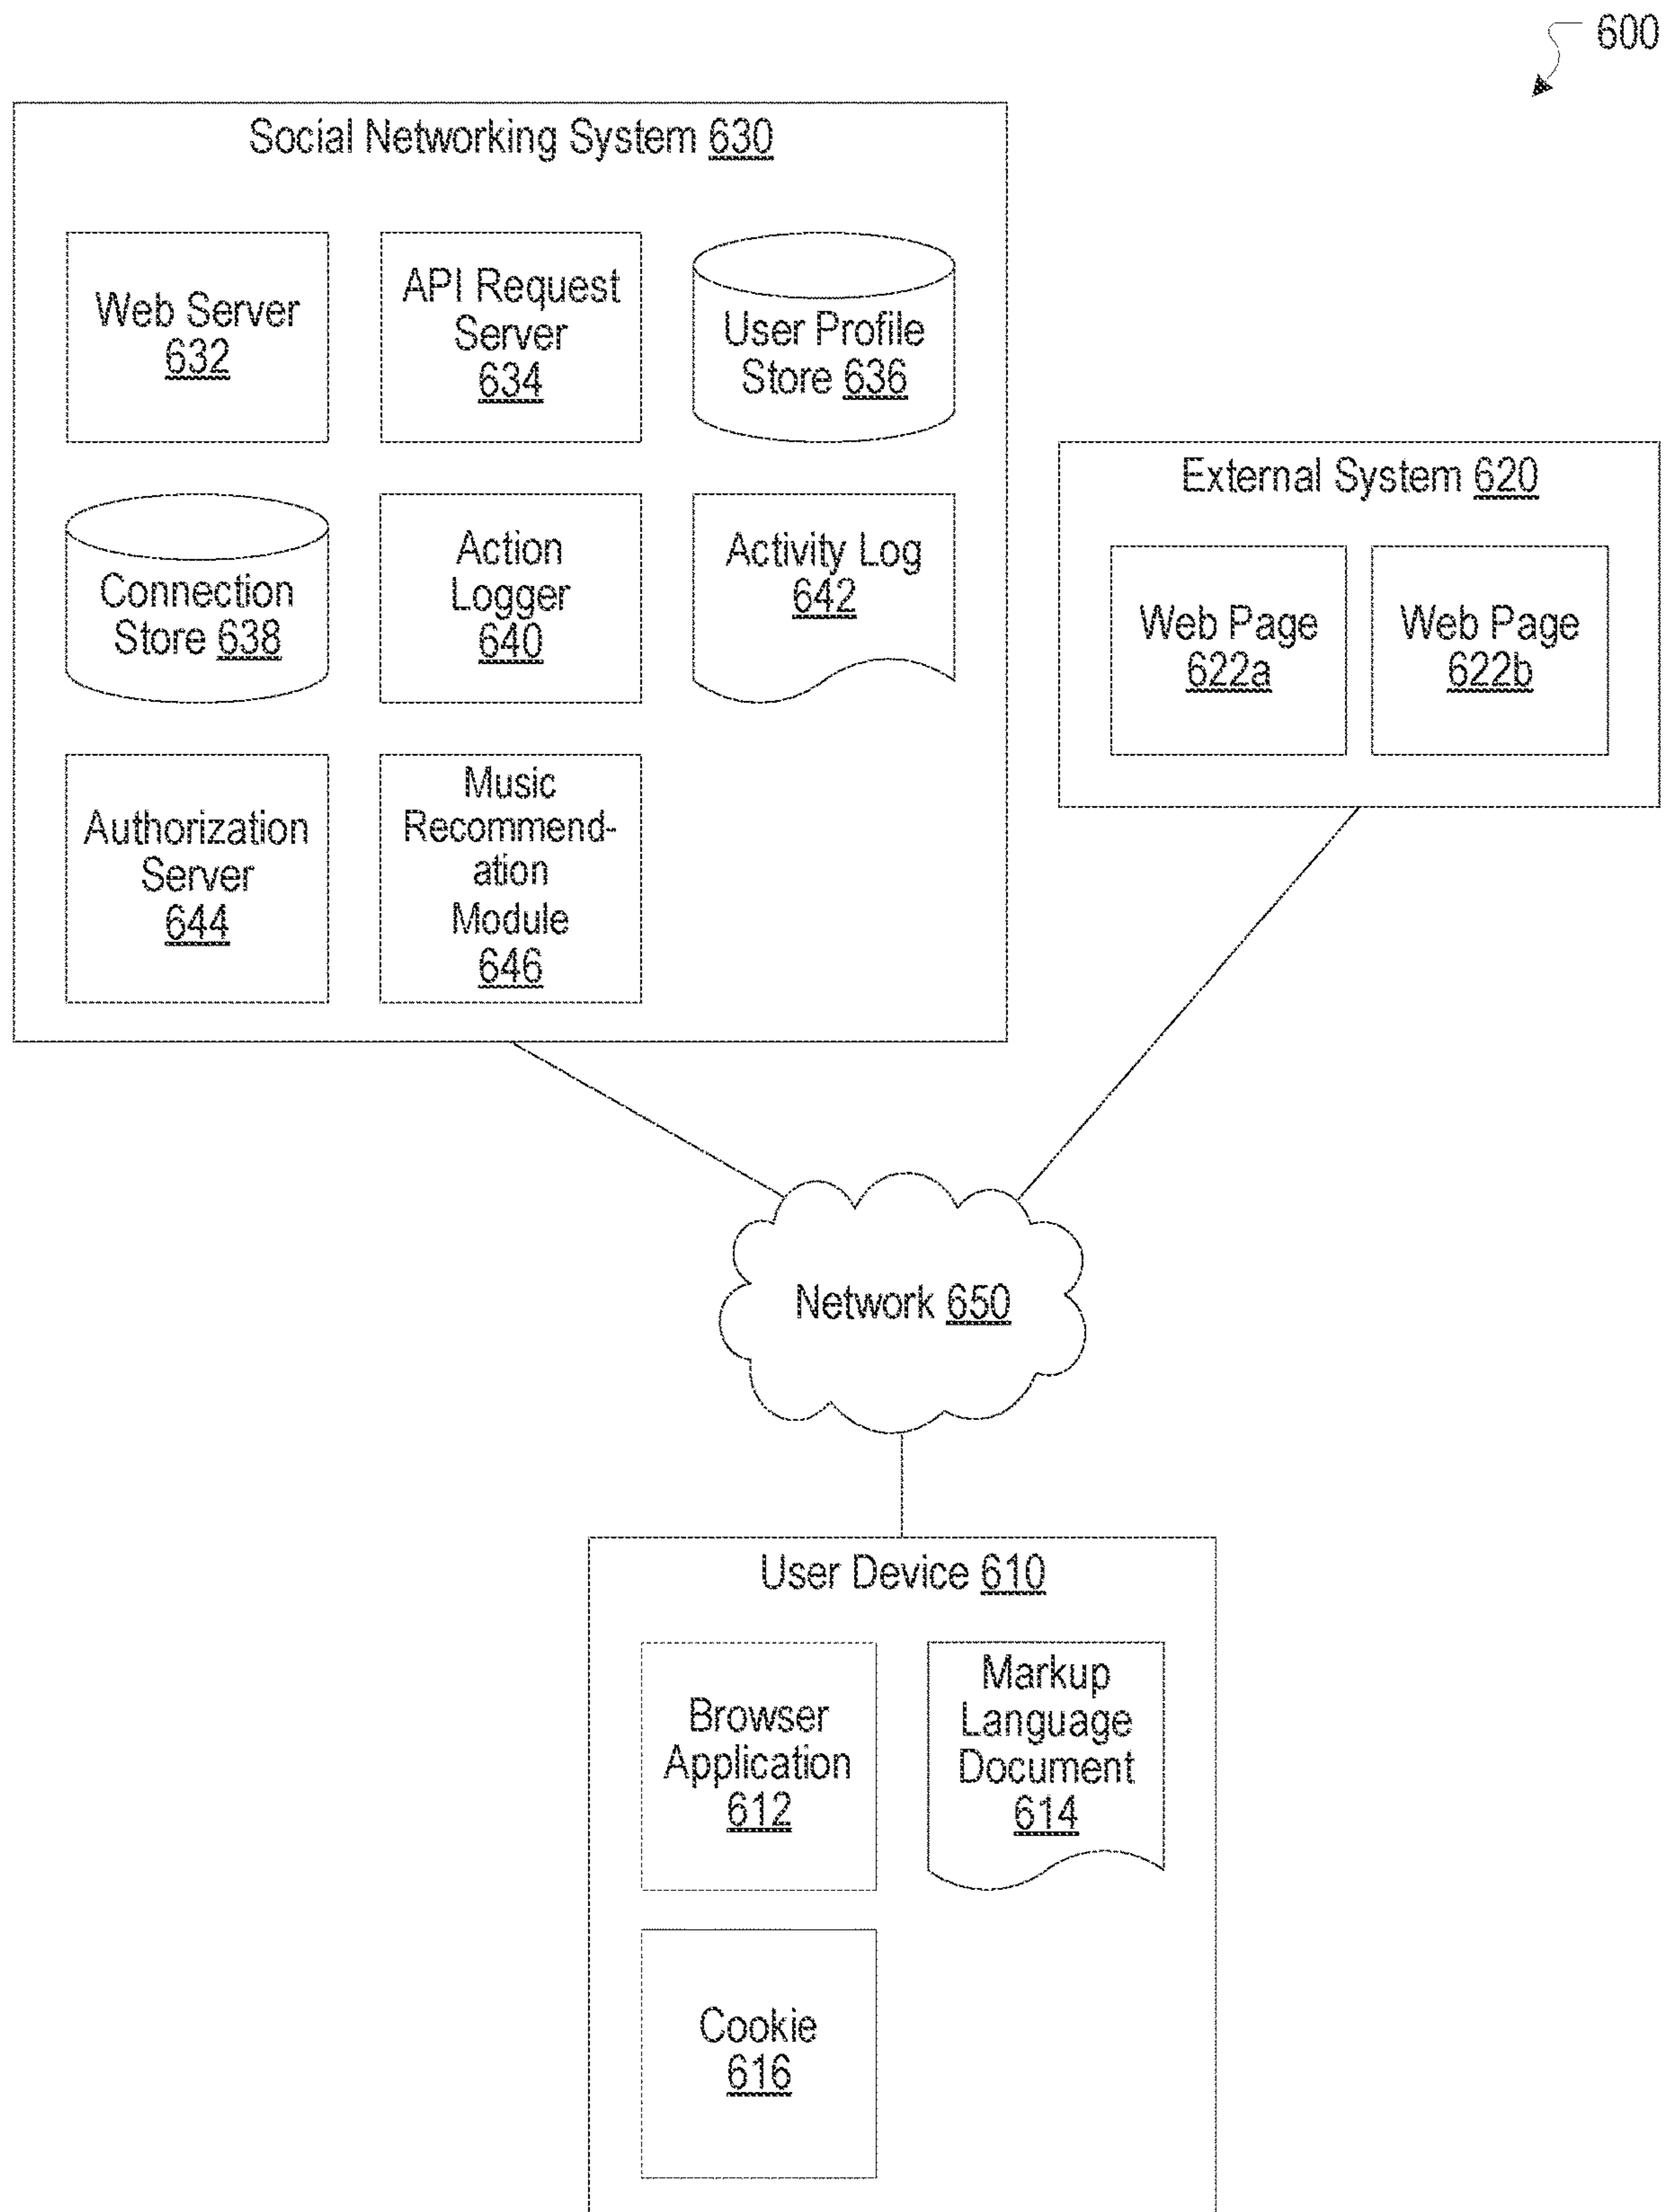 600
Social Networking System 630
Web Server
632
API Request
Server
634
User Profile
Store 636
Connection
Store 638
Action
Logger
640
Activity Log
642
Authorization
Server
644
Music
Recommend-
ation
Module
646
External System 620
Web Page
622a
Web Page
622b
Network 650
User Device 610
Browser
Application
612
Markup
Language
Document
614
Cookie
616